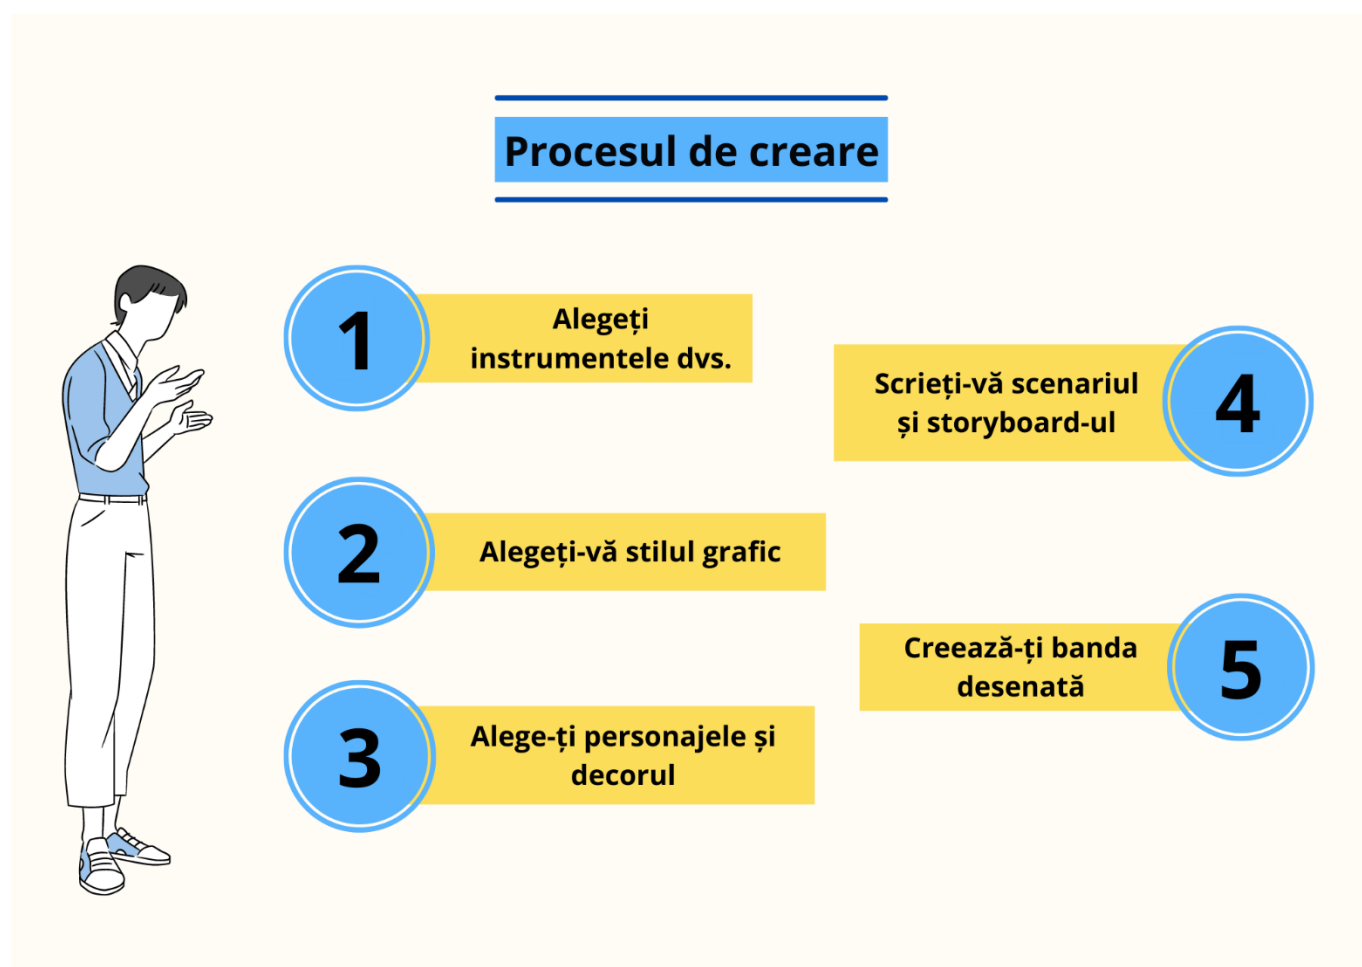 Procesul de creare
1
Alegeți
instrumentele dvs.
2
Alegeți-vă stilul grafic
3
Alege-ți personajele și
decorul
4
Scrieți-vă scenariul
și storyboard-ul
5
Creează-ți banda
desenată